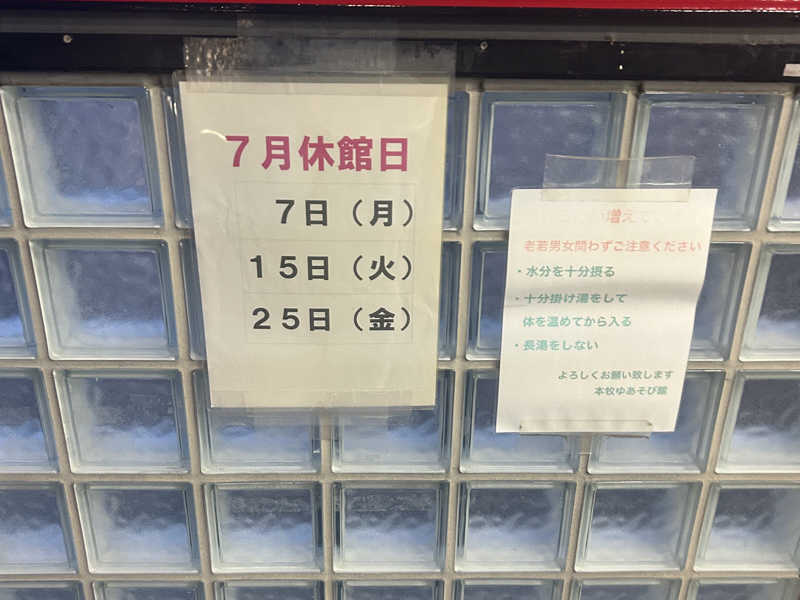 7月休館日
7日（月）
15日（火）
25日（金）
増えて
老若男女問わずご注意ください
・水分を十分摂る
・十分掛け湯をして
体を温めてから入る
・長湯をしない
よろしくお願い致します
本牧ゆあそび館